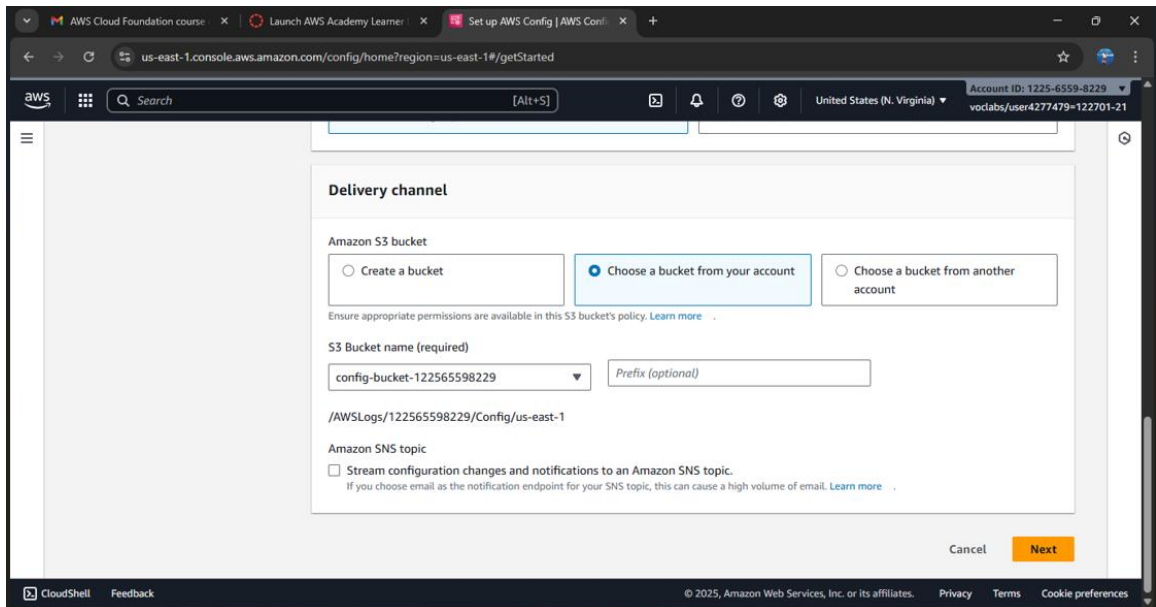 AWS Cloud Foundation course
Launch AWS Academy Learner
Set up AWS Config | AWS Confi
us-east-1.console.aws.amazon.com/config/home?region=us-east-1#/getStarted
aws
Search
[Alt+S]
United States (N. Virginia)
Account ID: 1225-6559-8229
voclabs/user4277479=122701-21
Delivery channel
Amazon S3 bucket
Create a bucket
Choose a bucket from your account
Choose a bucket from another
account
Ensure appropriate permissions are available in this S3 bucket's policy. Learn more .
S3 Bucket name (required)
config-bucket-122565598229
Prefix (optional)
/AWSLogs/122565598229/Config/us-east-1
Amazon SNS topic
Stream configuration changes and notifications to an Amazon SNS topic.
If you choose email as the notification endpoint for your SNS topic, this can cause a high volume of email. Learn more .
Cancel
Next
CloudShell
Feedback
© 2025, Amazon Web Services, Inc. or its affiliates.
Privacy
Terms
Cookie preferences